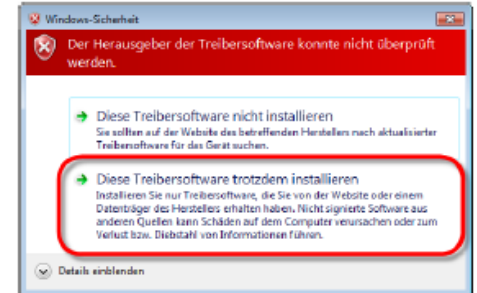 Windows-Sicherheit
Der Herausgeber der Treibersoftware konnte nicht überprüft
werden.
Diese Treibersoftware nicht installieren
Sie sollten auf der Website des betreffenden Herstellers nach aktualisierter
Treibersoftware für das Gerät suchen.
Diese Treibersoftware trotzdem installieren
Installieren Sie nur Treibersoftware, die Sie von der Website oder einem
Datenträger des Herstellers erhalten haben. Nicht signierte Software aus
anderen Quellen kann Schäden auf dem Computer verursachen oder zum
Verlust bzw. Diebstahl von Informationen führen.
Details einblenden